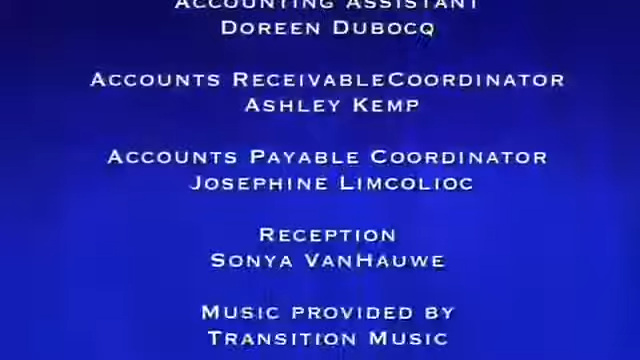 ACCOUNTING ASSISTANT
DOREEN DUBOCQ
ACCOUNTS RECEIVABLECOORDINATOR
ASHLEY KEMP
ACCOUNTS PAYABLE COORDINATOR
JOSEPHINE LIMCOLIOC
RECEPTION
SONYA VANHAUWE
MUSIC PROVIDED BY
TRANSITION MUSIC